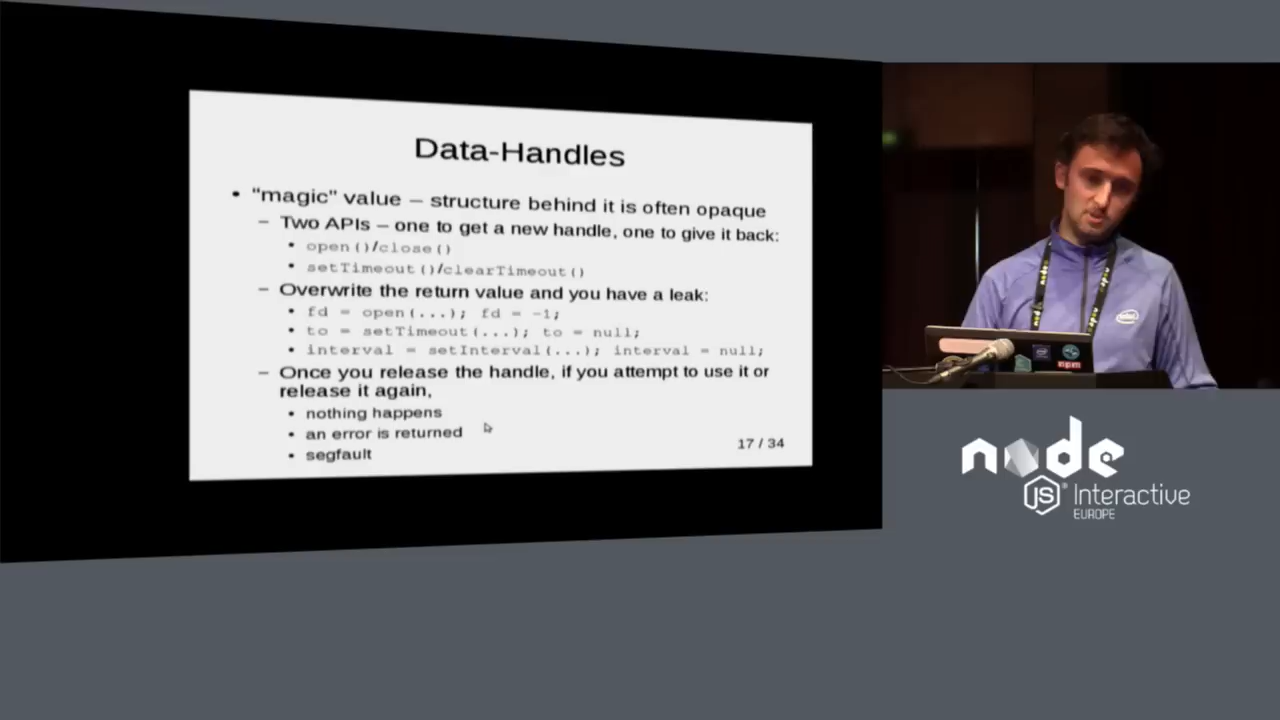 Data-Handles
• "magic" value – structure behind it is often opaque
– Two APIs – one to get a new handle, one to give it back:
• open()/close()
• setTimeout()/clearTimeout()
– Overwrite the return value and you have a leak:
• fd = open(...); fd = -1;
• to = setTimeout(...); to = null;
• interval = setInterval(...); interval = null;
– Once you release the handle, if you attempt to use it or
release it again,
• nothing happens
• an error is returned
• segfault
17 / 34
node
intel
npm
node
JS Interactive
EUROPE